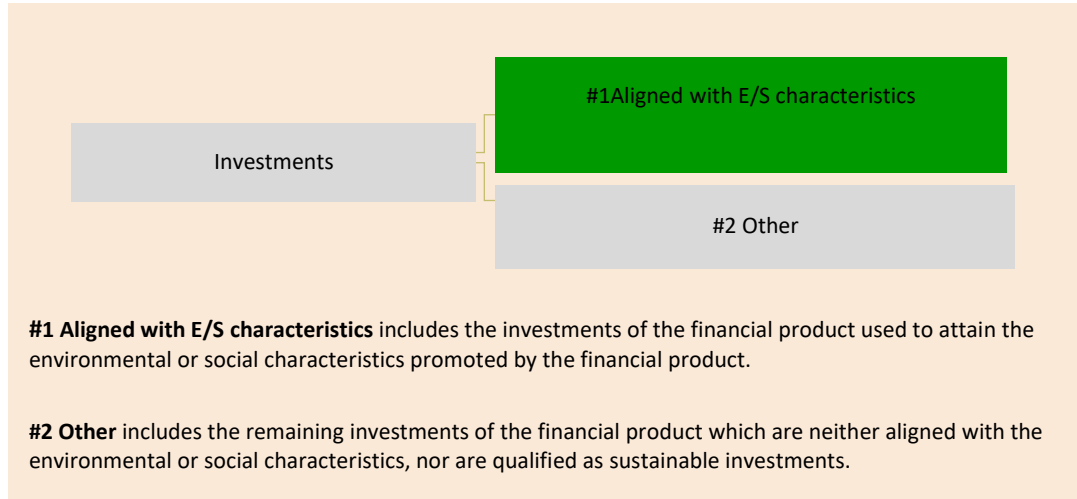 #1Aligned with E/S characteristics
Investments
#2 Other
#1 Aligned with E/S characteristics includes the investments of the financial product used to attain the
environmental or social characteristics promoted by the financial product.
#2 Other includes the remaining investments of the financial product which are neither aligned with the
environmental or social characteristics, nor are qualified as sustainable investments.